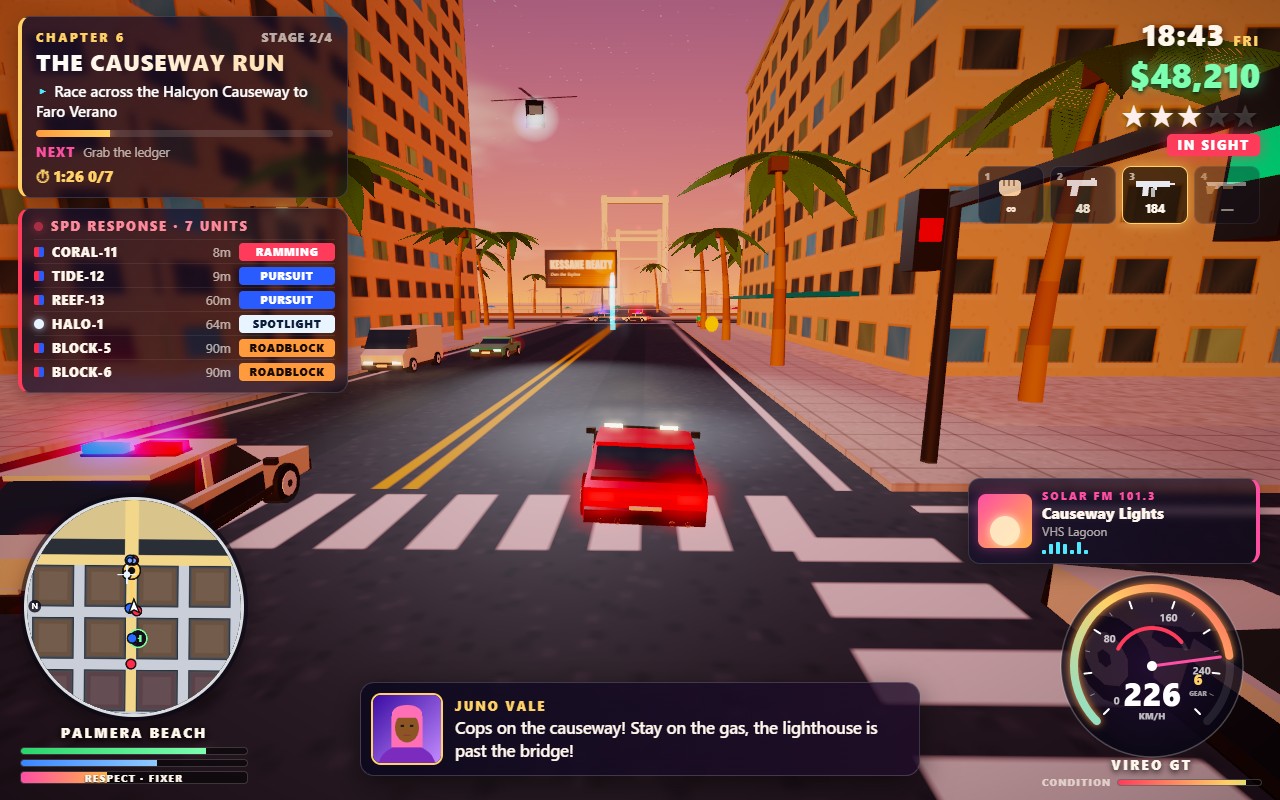 CHAPTER 6
STAGE 2/4
THE CAUSEWAY RUN
Race across the Halcyon Causeway to
Faro Verano
NEXT Grab the ledger
1:26 0/7
SPD RESPONSE · 7 UNITS
CORAL-11 8m RAMMING
TIDE-12 9m PURSUIT
REEF-13 60m PURSUIT
HALO-1 64m SPOTLIGHT
BLOCK-5 90m ROADBLOCK
BLOCK-6 90m ROADBLOCK
KESSANE REALTY
18:43 FRI
$48,210
IN SIGHT
1 2 3 4
∞ 48 184 —
SOLAR FM 101.3
Causeway Lights
VHS Lagoon
N
H
PALMERA BEACH
RESPECT · FIXER
JUNO VALE
Cops on the causeway! Stay on the gas, the lighthouse is
past the bridge!
0 80 160 240
6
GEAR
226
KM/H
VIREO GT
CONDITION